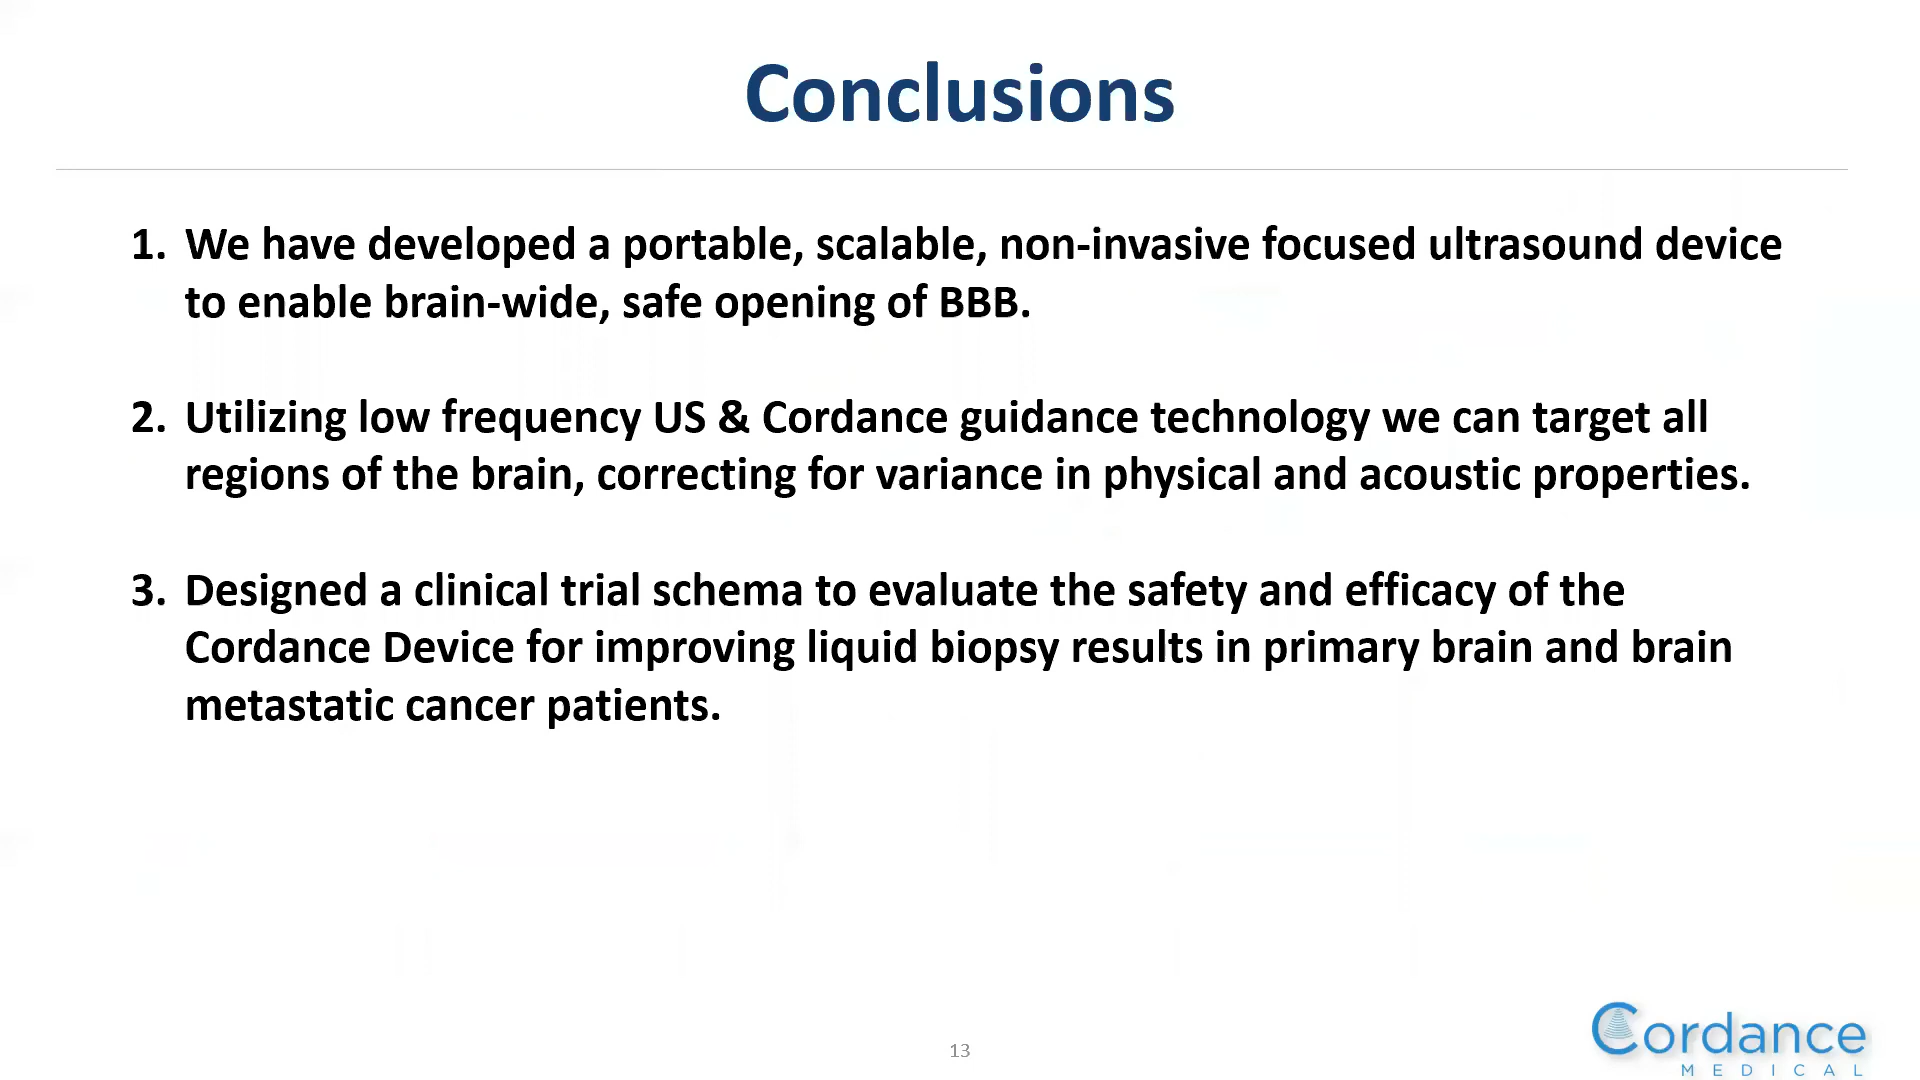 Conclusions
1. We have developed a portable, scalable, non-invasive focused ultrasound device
to enable brain-wide, safe opening of BBB.
2. Utilizing low frequency US & Cordance guidance technology we can target all
regions of the brain, correcting for variance in physical and acoustic properties.
3. Designed a clinical trial schema to evaluate the safety and efficacy of the
Cordance Device for improving liquid biopsy results in primary brain and brain
metastatic cancer patients.
13
Cordance
MEDICAL